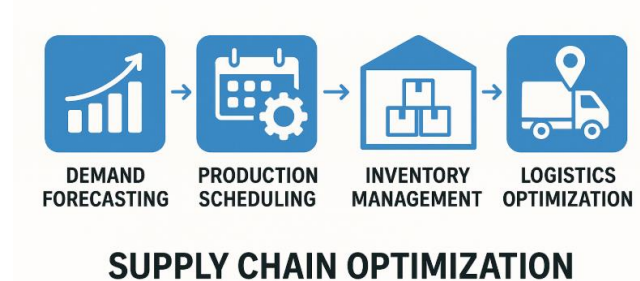 DEMAND
FORECASTING
PRODUCTION
SCHEDULING
INVENTORY
MANAGEMENT
LOGISTICS
OPTIMIZATION
SUPPLY CHAIN OPTIMIZATION